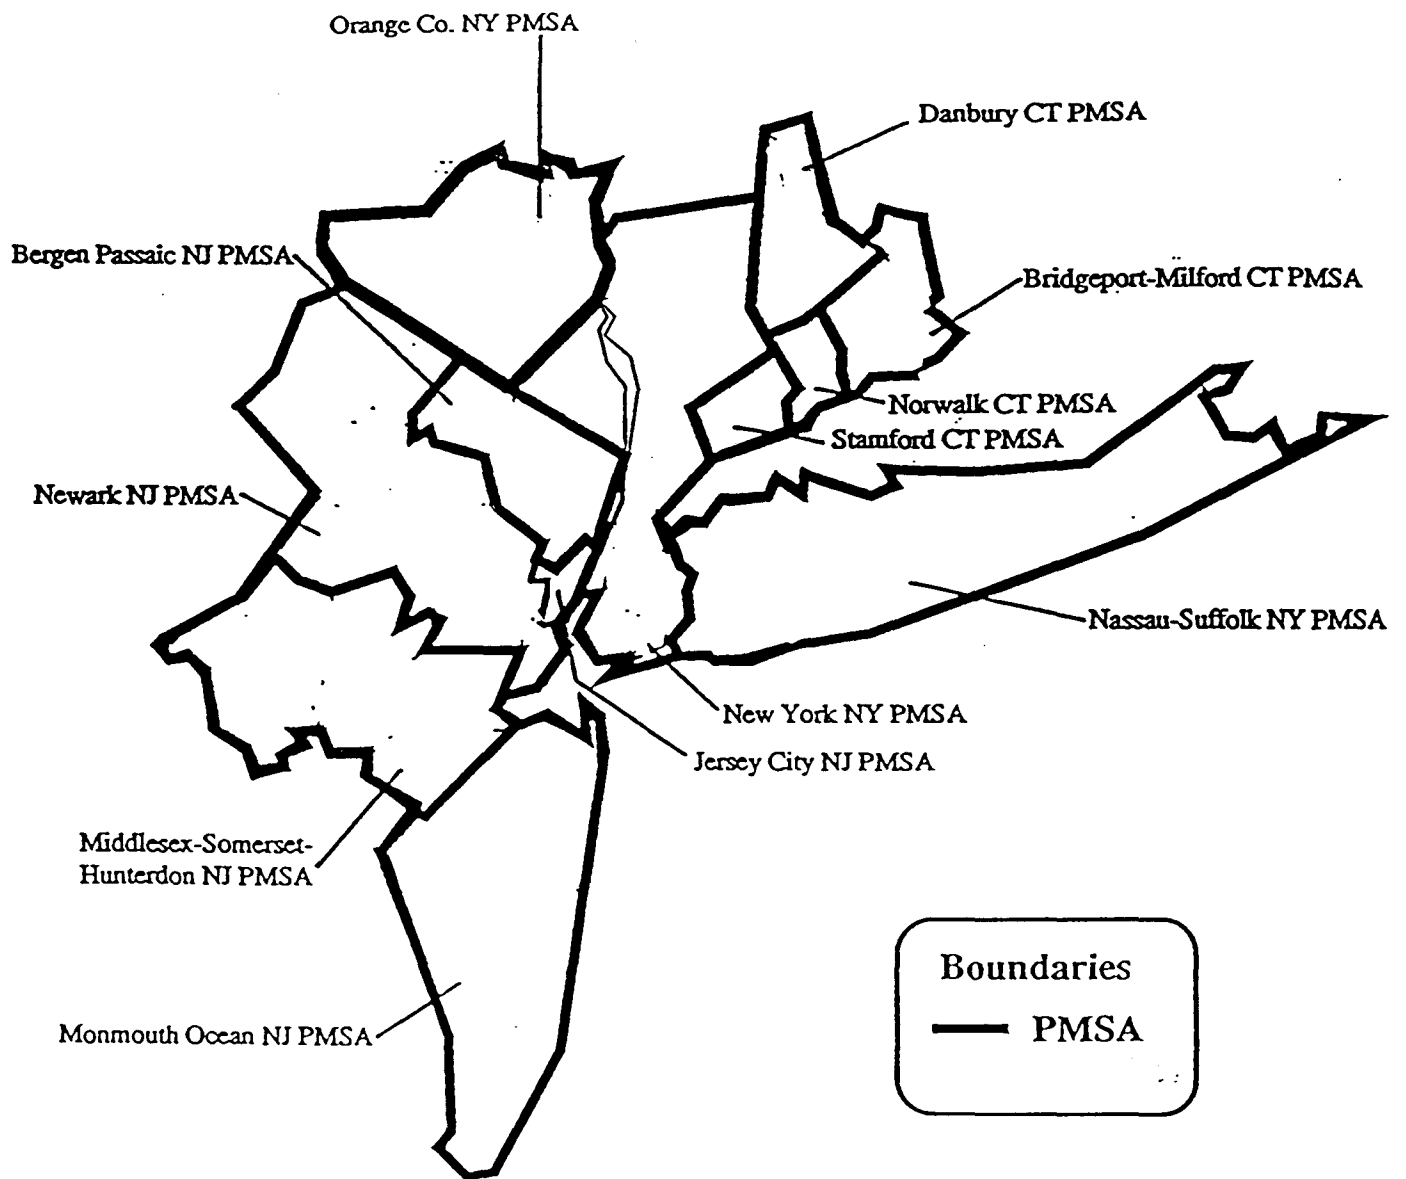 Orange Co. NY PMSA
Danbury CT PMSA
Bergen Passaic NJ PMSA
Bridgeport-Milford CT PMSA
Norwalk CT PMSA
Stamford CT PMSA
Newark NJ PMSA
Nassau-Suffolk NY PMSA
New York NY PMSA
Jersey City NJ PMSA
Middlesex-Somerset-
Hunterdon NJ PMSA
Boundaries
PMSA
Monmouth Ocean NJ PMSA